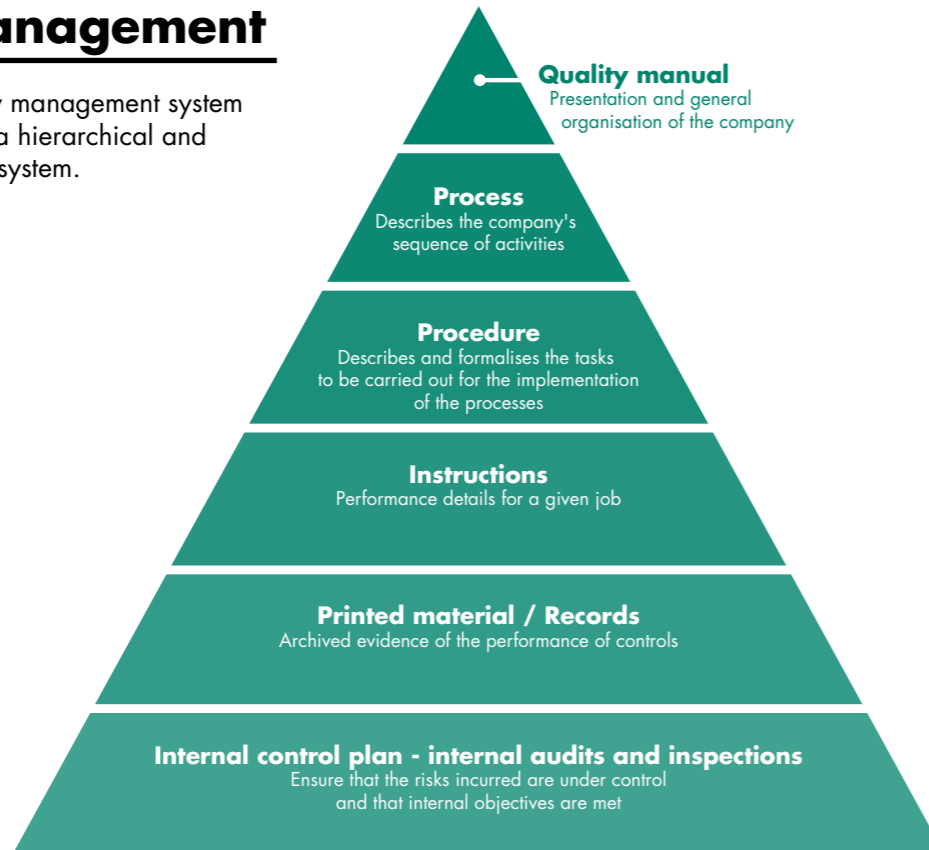 anagement
management system
a hierarchical and
system.
Quality manual
Presentation and general
organisation of the company
Process
Describes the company's
sequence of activities
Procedure
Describes and formalises the tasks
to be carried out for the implementation
of the processes
Instructions
Performance details for a given job
Printed material / Records
Archived evidence of the performance of controls
Internal control plan - internal audits and inspections
Ensure that the risks incurred are under control
and that internal objectives are met